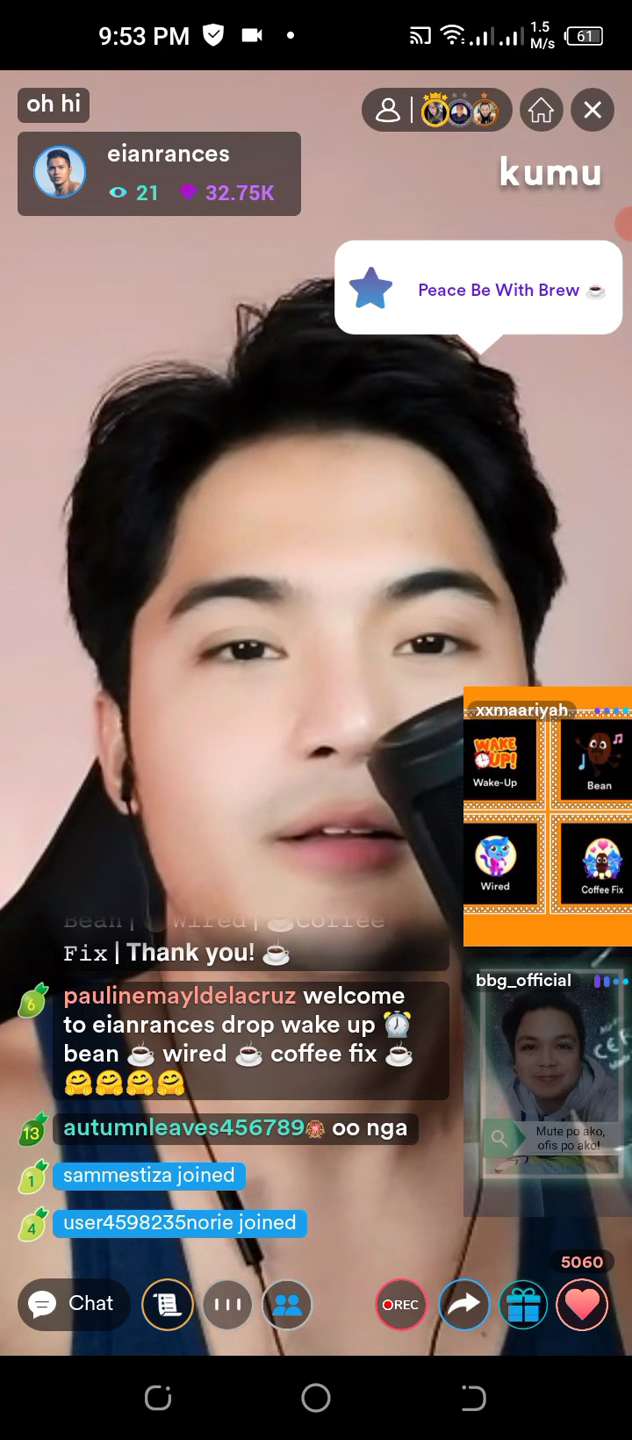 9:53 PM
1.5
M/s
61
oh hi
eianrances
21 32.75K
kumu
Peace Be With Brew ☕
xxmaariyah
WAKE
UP!
Wake-Up
Bean
Wired
Coffee Fix
Bean | Wired | ☕Coffee
Fix | Thank you! ☕
6
paulinemayldelacruz welcome
to eianrances drop wake up ⏰
bean ☕ wired ☕ coffee fix ☕
🤗🤗🤗🤗
bbg_official
Mute po ako,
ofis po ako!
13
autumnleaves456789 oo nga
1
sammestiza joined
4
user4598235norie joined
5060
Chat
REC